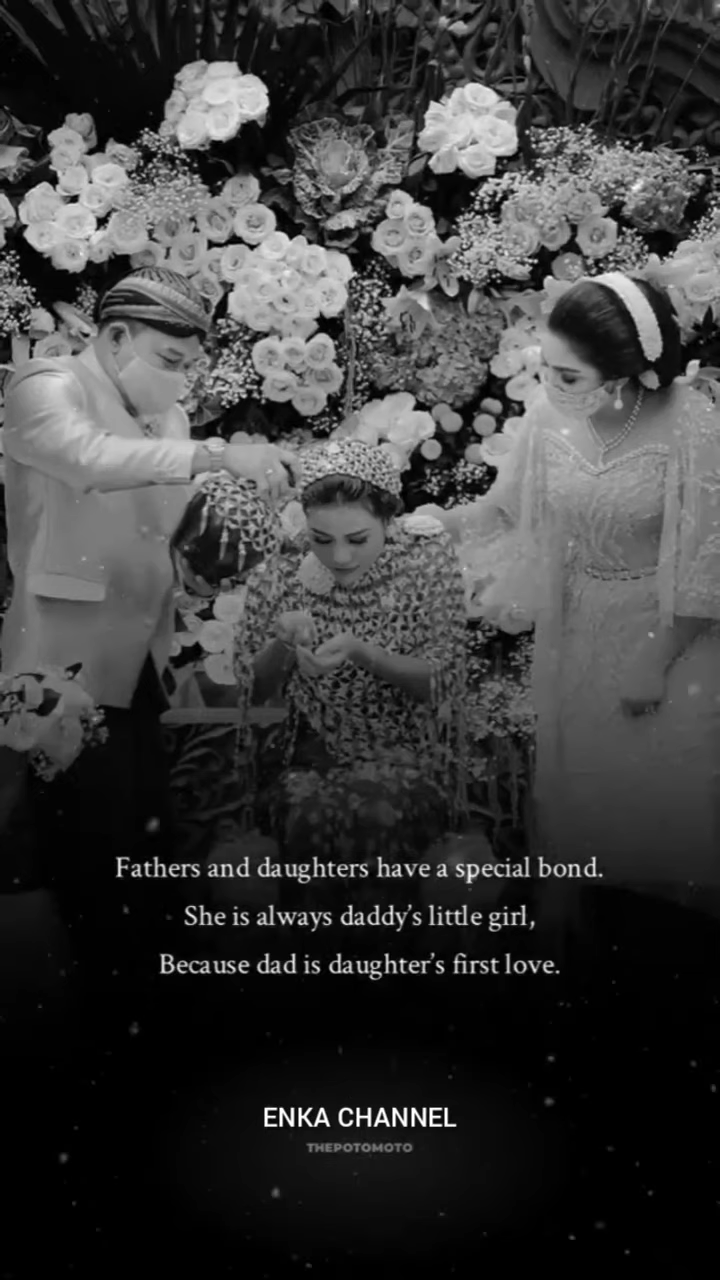 Fathers and daughters have a special bond.
She is always daddy’s little girl,
Because dad is daughter’s first love.
ENKA CHANNEL
THEPOTOMOTO